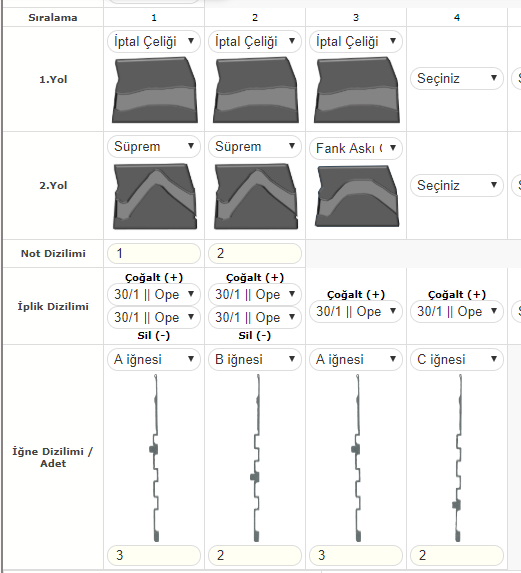 Sıralama 1 2 3 4
İptal Çeliği İptal Çeliği İptal Çeliği
1.Yol Seçiniz
Süprem Süprem Fank Askı
2.Yol Seçiniz
Not Dizilimi 1 2
Çoğalt (+) Çoğalt (+)
30/1 || Ope 30/1 || Ope Çoğalt (+) Çoğalt (+)
İplik Dizilimi 30/1 || Ope 30/1 || Ope
30/1 || Ope 30/1 || Ope
Sil (-) Sil (-)
A iğnesi B iğnesi A iğnesi C iğnesi
İğne Dizilimi /
Adet
3 2 3 2